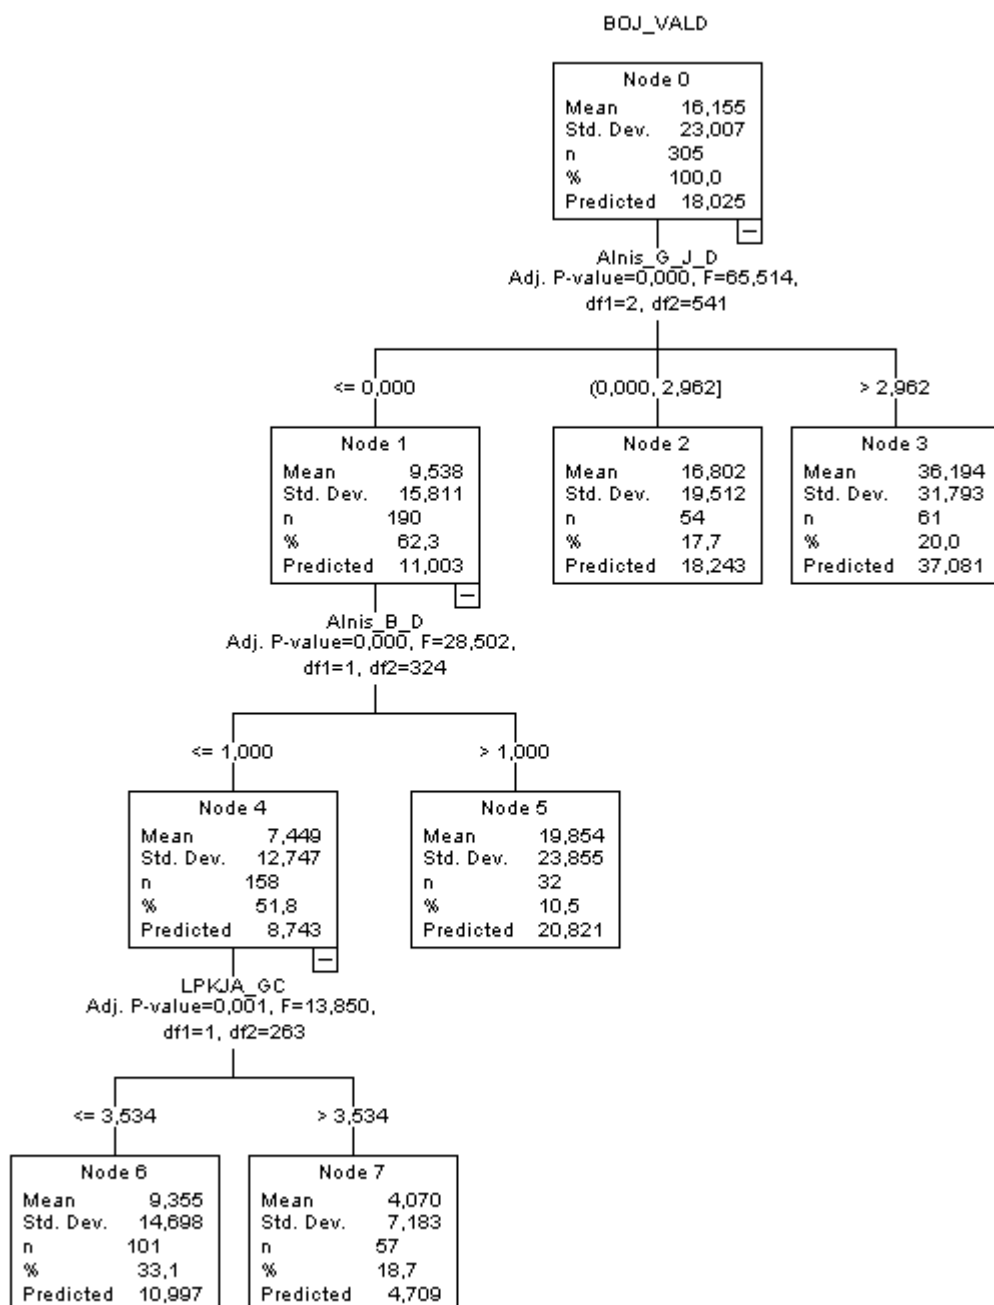 BOJ_VALD
Node 0
Mean 16,155
Std. Dev. 23,007
n 305
% 100,0
Predicted 18,025
Alnis_G_J_D
Adj. P-value=0,000, F=65,514,
df1=2, df2=541
<= 0,000
(0,000, 2,962]
> 2,962
Node 1
Mean 9,538
Std. Dev. 15,811
n 190
% 62,3
Predicted 11,003
Node 2
Mean 16,802
Std. Dev. 19,512
n 54
% 17,7
Predicted 18,243
Node 3
Mean 36,194
Std. Dev. 31,793
n 61
% 20,0
Predicted 37,081
Alnis_B_D
Adj. P-value=0,000, F=28,502,
df1=1, df2=324
<= 1,000
> 1,000
Node 4
Mean 7,449
Std. Dev. 12,747
n 158
% 51,8
Predicted 8,743
Node 5
Mean 19,854
Std. Dev. 23,855
n 32
% 10,5
Predicted 20,821
LPKJA_GC
Adj. P-value=0,001, F=13,850,
df1=1, df2=263
<= 3,534
> 3,534
Node 6
Mean 9,355
Std. Dev. 14,698
n 101
% 33,1
Predicted 10,997
Node 7
Mean 4,070
Std. Dev. 7,183
n 57
% 18,7
Predicted 4,709